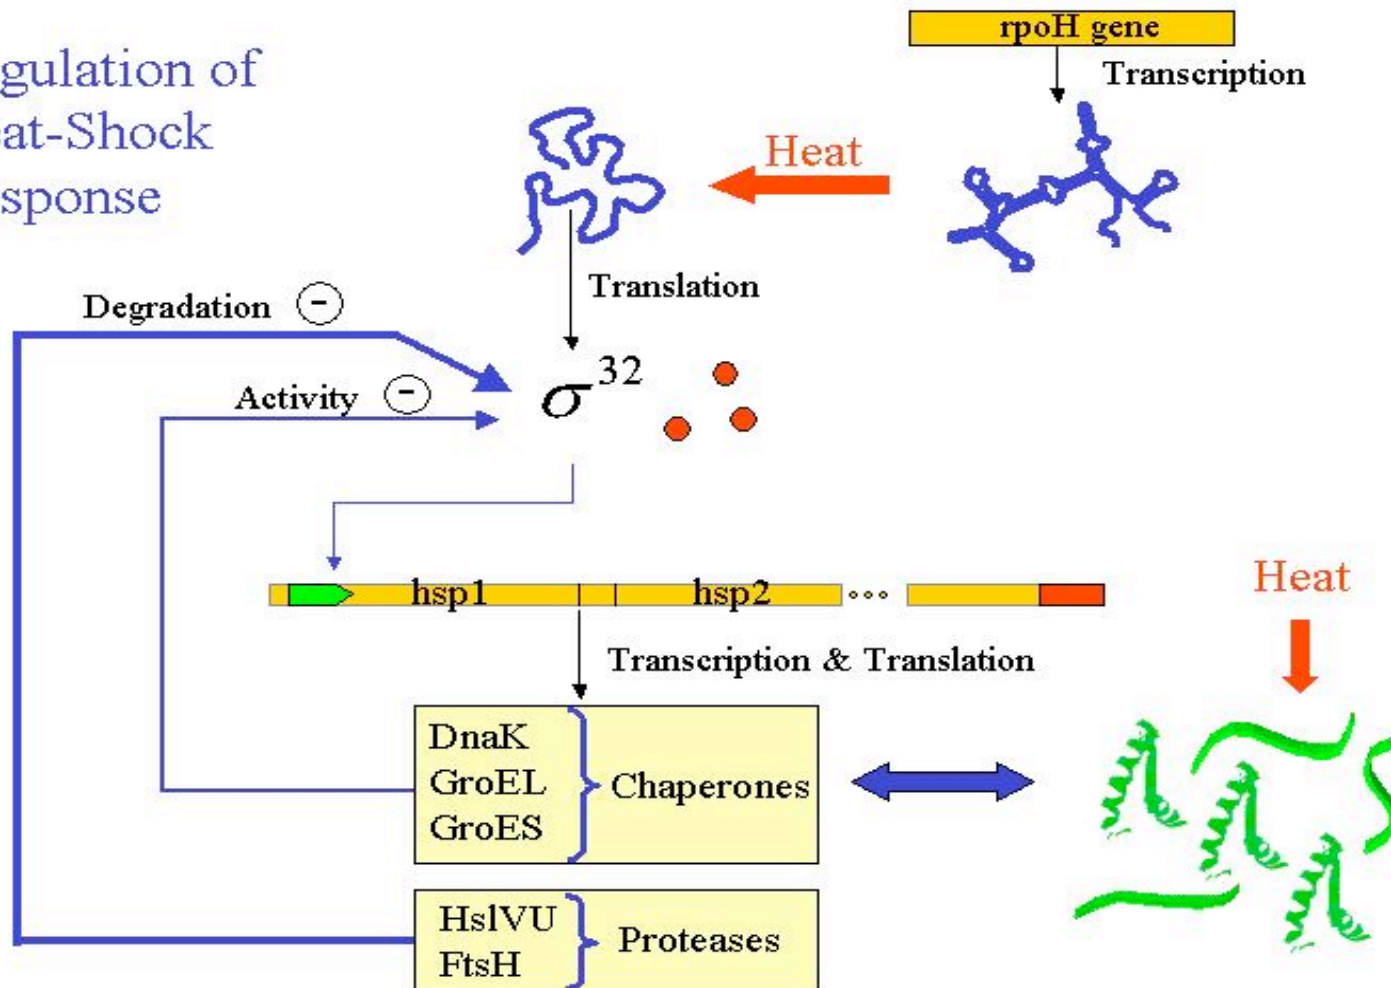 rpoH gene
Transcription
gulation of
at-Shock
sponse
Heat
Translation
Degradation −
σ32
Activity −
hsp1 hsp2
Heat
Transcription & Translation
DnaK
GroEL Chaperones
GroES
HslVU
FtsH Proteases